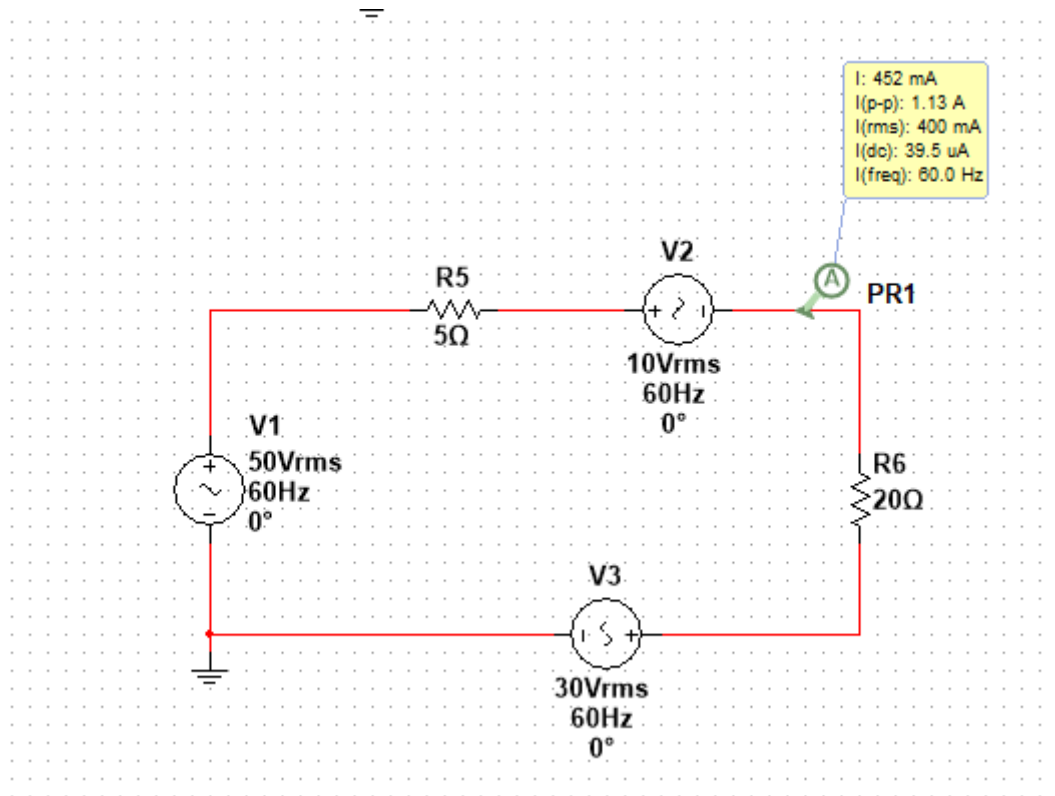 I: 452 mA
I(p-p): 1.13 A
I(rms): 400 mA
I(dc): 39.5 uA
I(freq): 60.0 Hz
A
PR1
V2
10Vrms
60Hz
0°
R5
5Ω
V1
50Vrms
60Hz
0°
R6
20Ω
V3
30Vrms
60Hz
0°